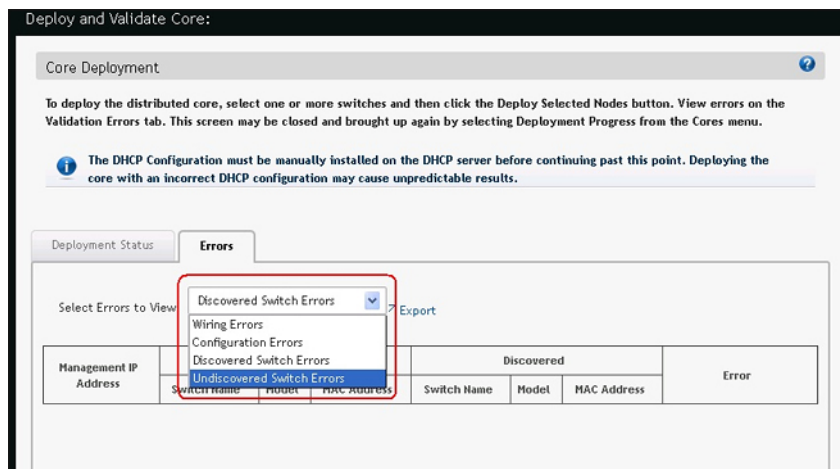 Deploy and Validate Core:
Core Deployment
To deploy the distributed core, select one or more switches and then click the Deploy Selected Nodes button. View errors on the
Validation Errors tab. This screen may be closed and brought up again by selecting Deployment Progress from the Cores menu.
The DHCP Configuration must be manually installed on the DHCP server before continuing past this point. Deploying the
core with an incorrect DHCP configuration may cause unpredictable results.
Deployment Status
Errors
Select Errors to View
Discovered Switch Errors
Export
Wiring Errors
Configuration Errors
Discovered Switch Errors
Undiscovered Switch Errors
Management IP
Address
Discovered
Error
Switch Name
Model
MAC Address
Switch Name
Model
MAC Address